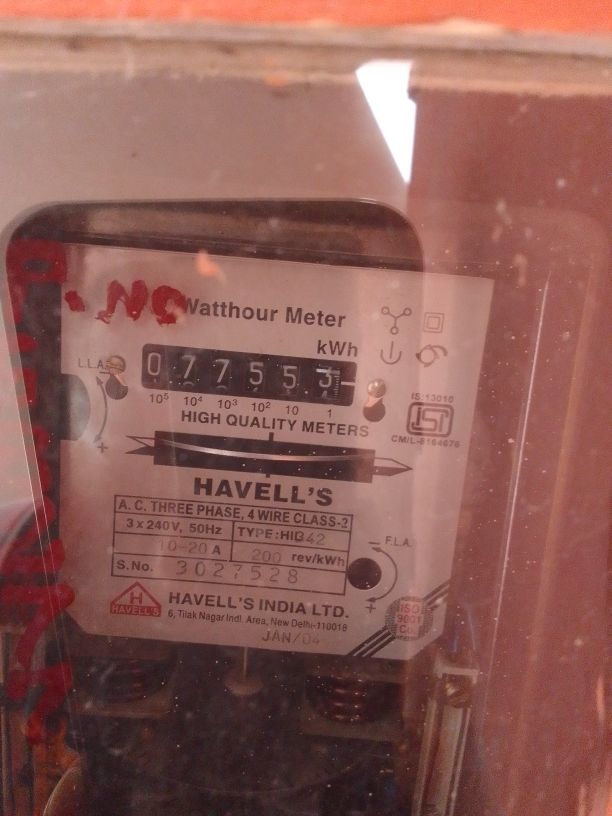 . NO
Watthour Meter
kWh
L.L.A. -
0 7 7 5 5 3
10⁵ 10⁴ 10³ 10² 10 1
+
HIGH QUALITY METERS
IS:13010
ISI
CM/L-8164676
HAVELL'S
A. C. THREE PHASE, 4 WIRE CLASS-2
3 x 240V, 50Hz TYPE: HIB42
10-20 A 200 rev/kWh
S.No. 3027528
- F.L.A.
+
H
HAVELL'S
HAVELL'S INDIA LTD.
6, Tilak Nagar Indl. Area, New Delhi-110018
JAN/04
ISO
9001
Co.